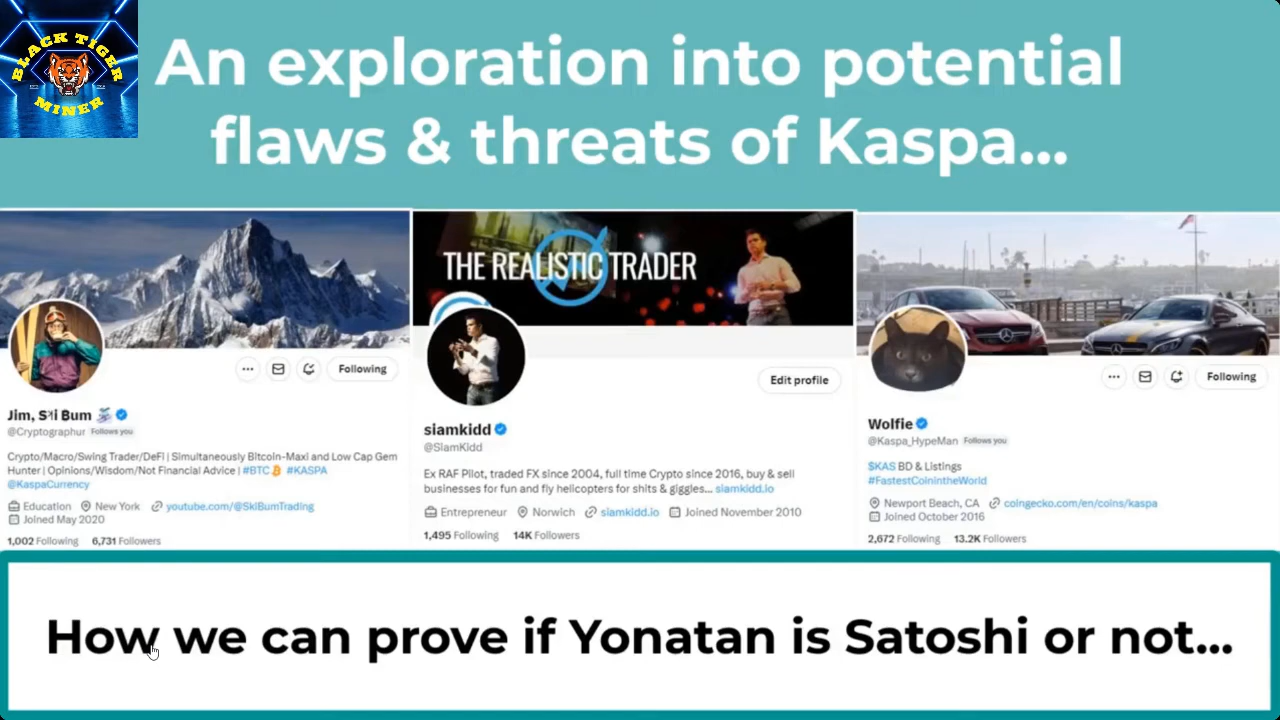 BLACK TIGER
MINER
An exploration into potential
flaws & threats of Kaspa...
Following
Jim, Ski Bum
@Cryptographur Follows you
Crypto/Macro/Swing Trader/DeFi | Simultaneously Bitcoin-Maxi and Low Cap Gem
Hunter | Opinions/Wisdom/Not Financial Advice | #BTC #KASPA
@KaspaCurrency
Education New York youtube.com/@SkiBumTrading
Joined May 2020
1,002 Following 6,731 Followers
THE REALISTIC TRADER
Edit profile
siamkidd
@SiamKidd
Ex RAF Pilot, traded FX since 2004, full time Crypto since 2016, buy & sell
businesses for fun and fly helicopters for shits & giggles... siamkidd.io
Entrepreneur Norwich siamkidd.io Joined November 2010
1,495 Following 14K Followers
Following
Wolfie
@Kaspa_HypeMan Follows you
$KAS BD & Listings
#FastestCoinintheWorld
Newport Beach, CA coingecko.com/en/coins/kaspa
Joined October 2016
2,672 Following 13.2K Followers
How we can prove if Yonatan is Satoshi or not...